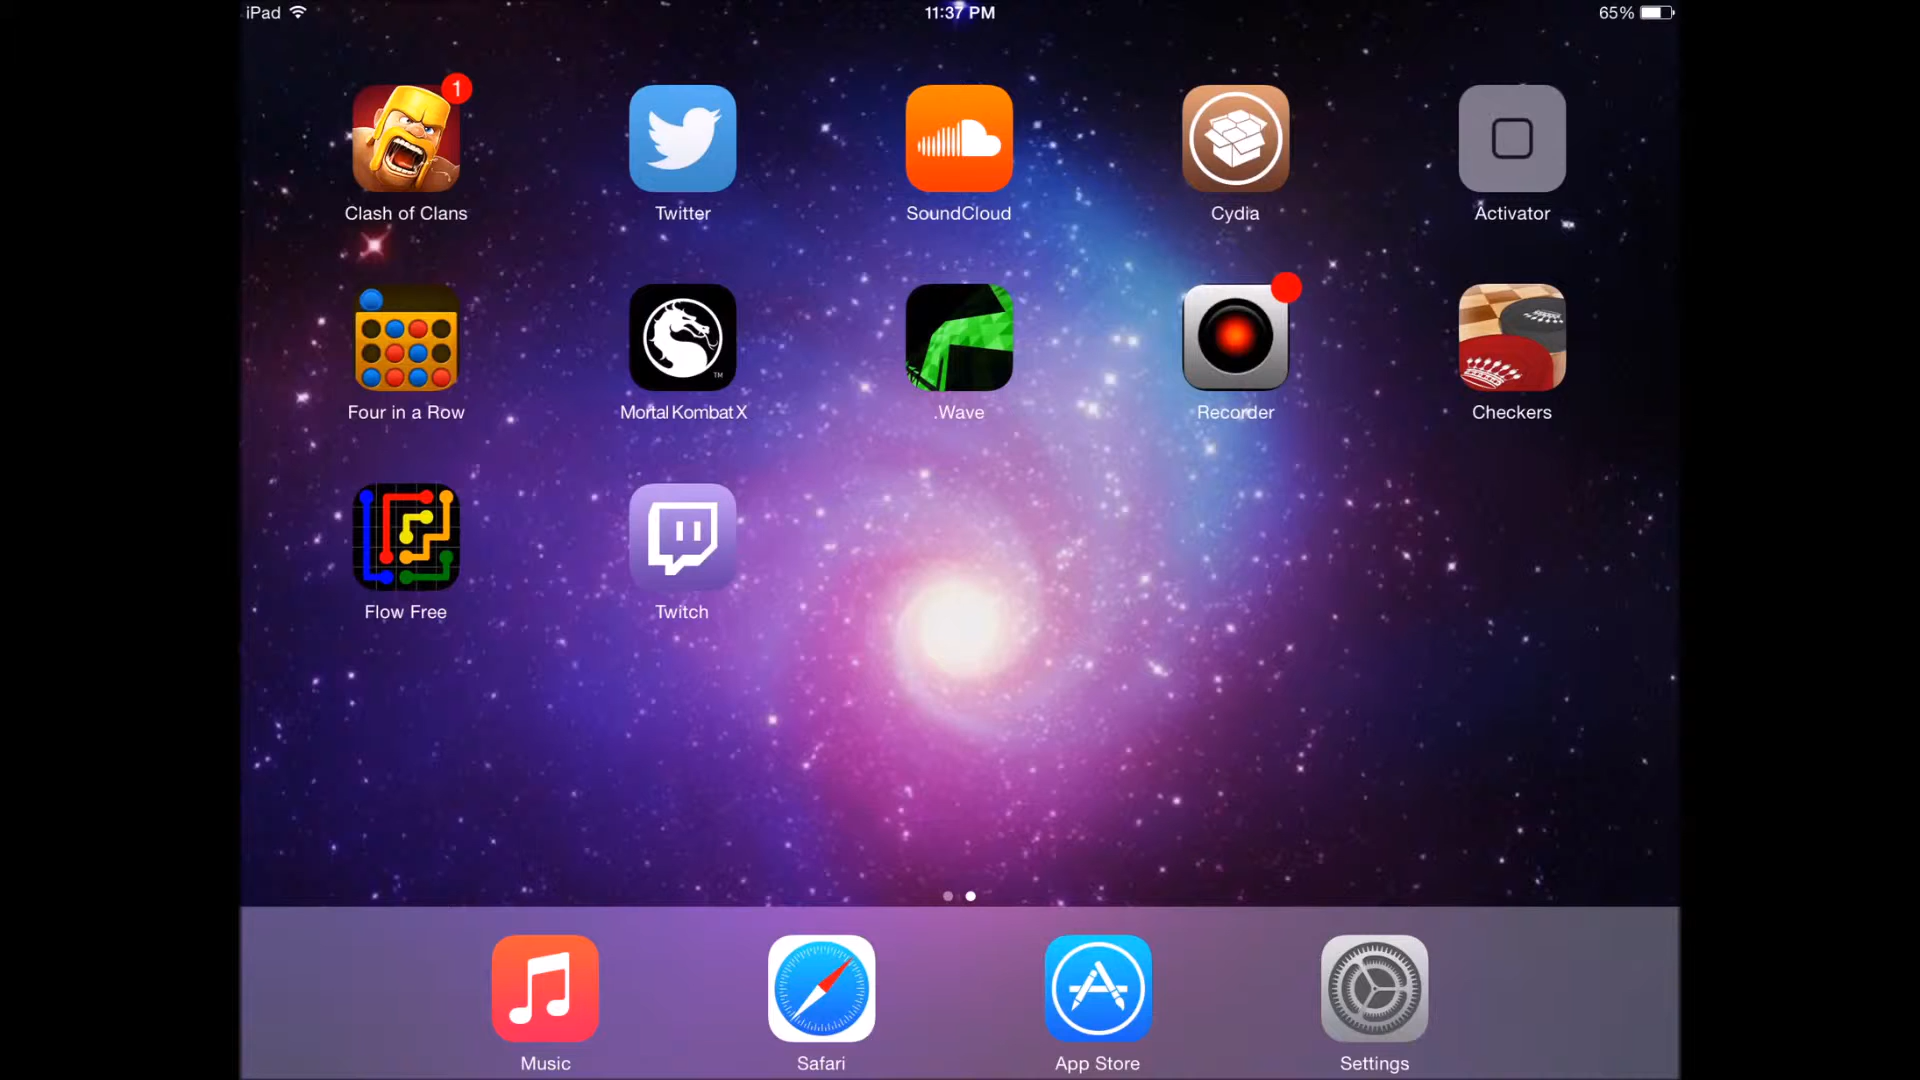 iPad 11:37 PM 65%
1
Clash of Clans Twitter SoundCloud Cydia Activator
TM
Four in a Row Mortal Kombat X .Wave Recorder Checkers
Flow Free Twitch
Music Safari App Store Settings